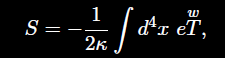 $S = -\frac{1}{2\kappa} \int d^4x \; e\overset{w}{T},$